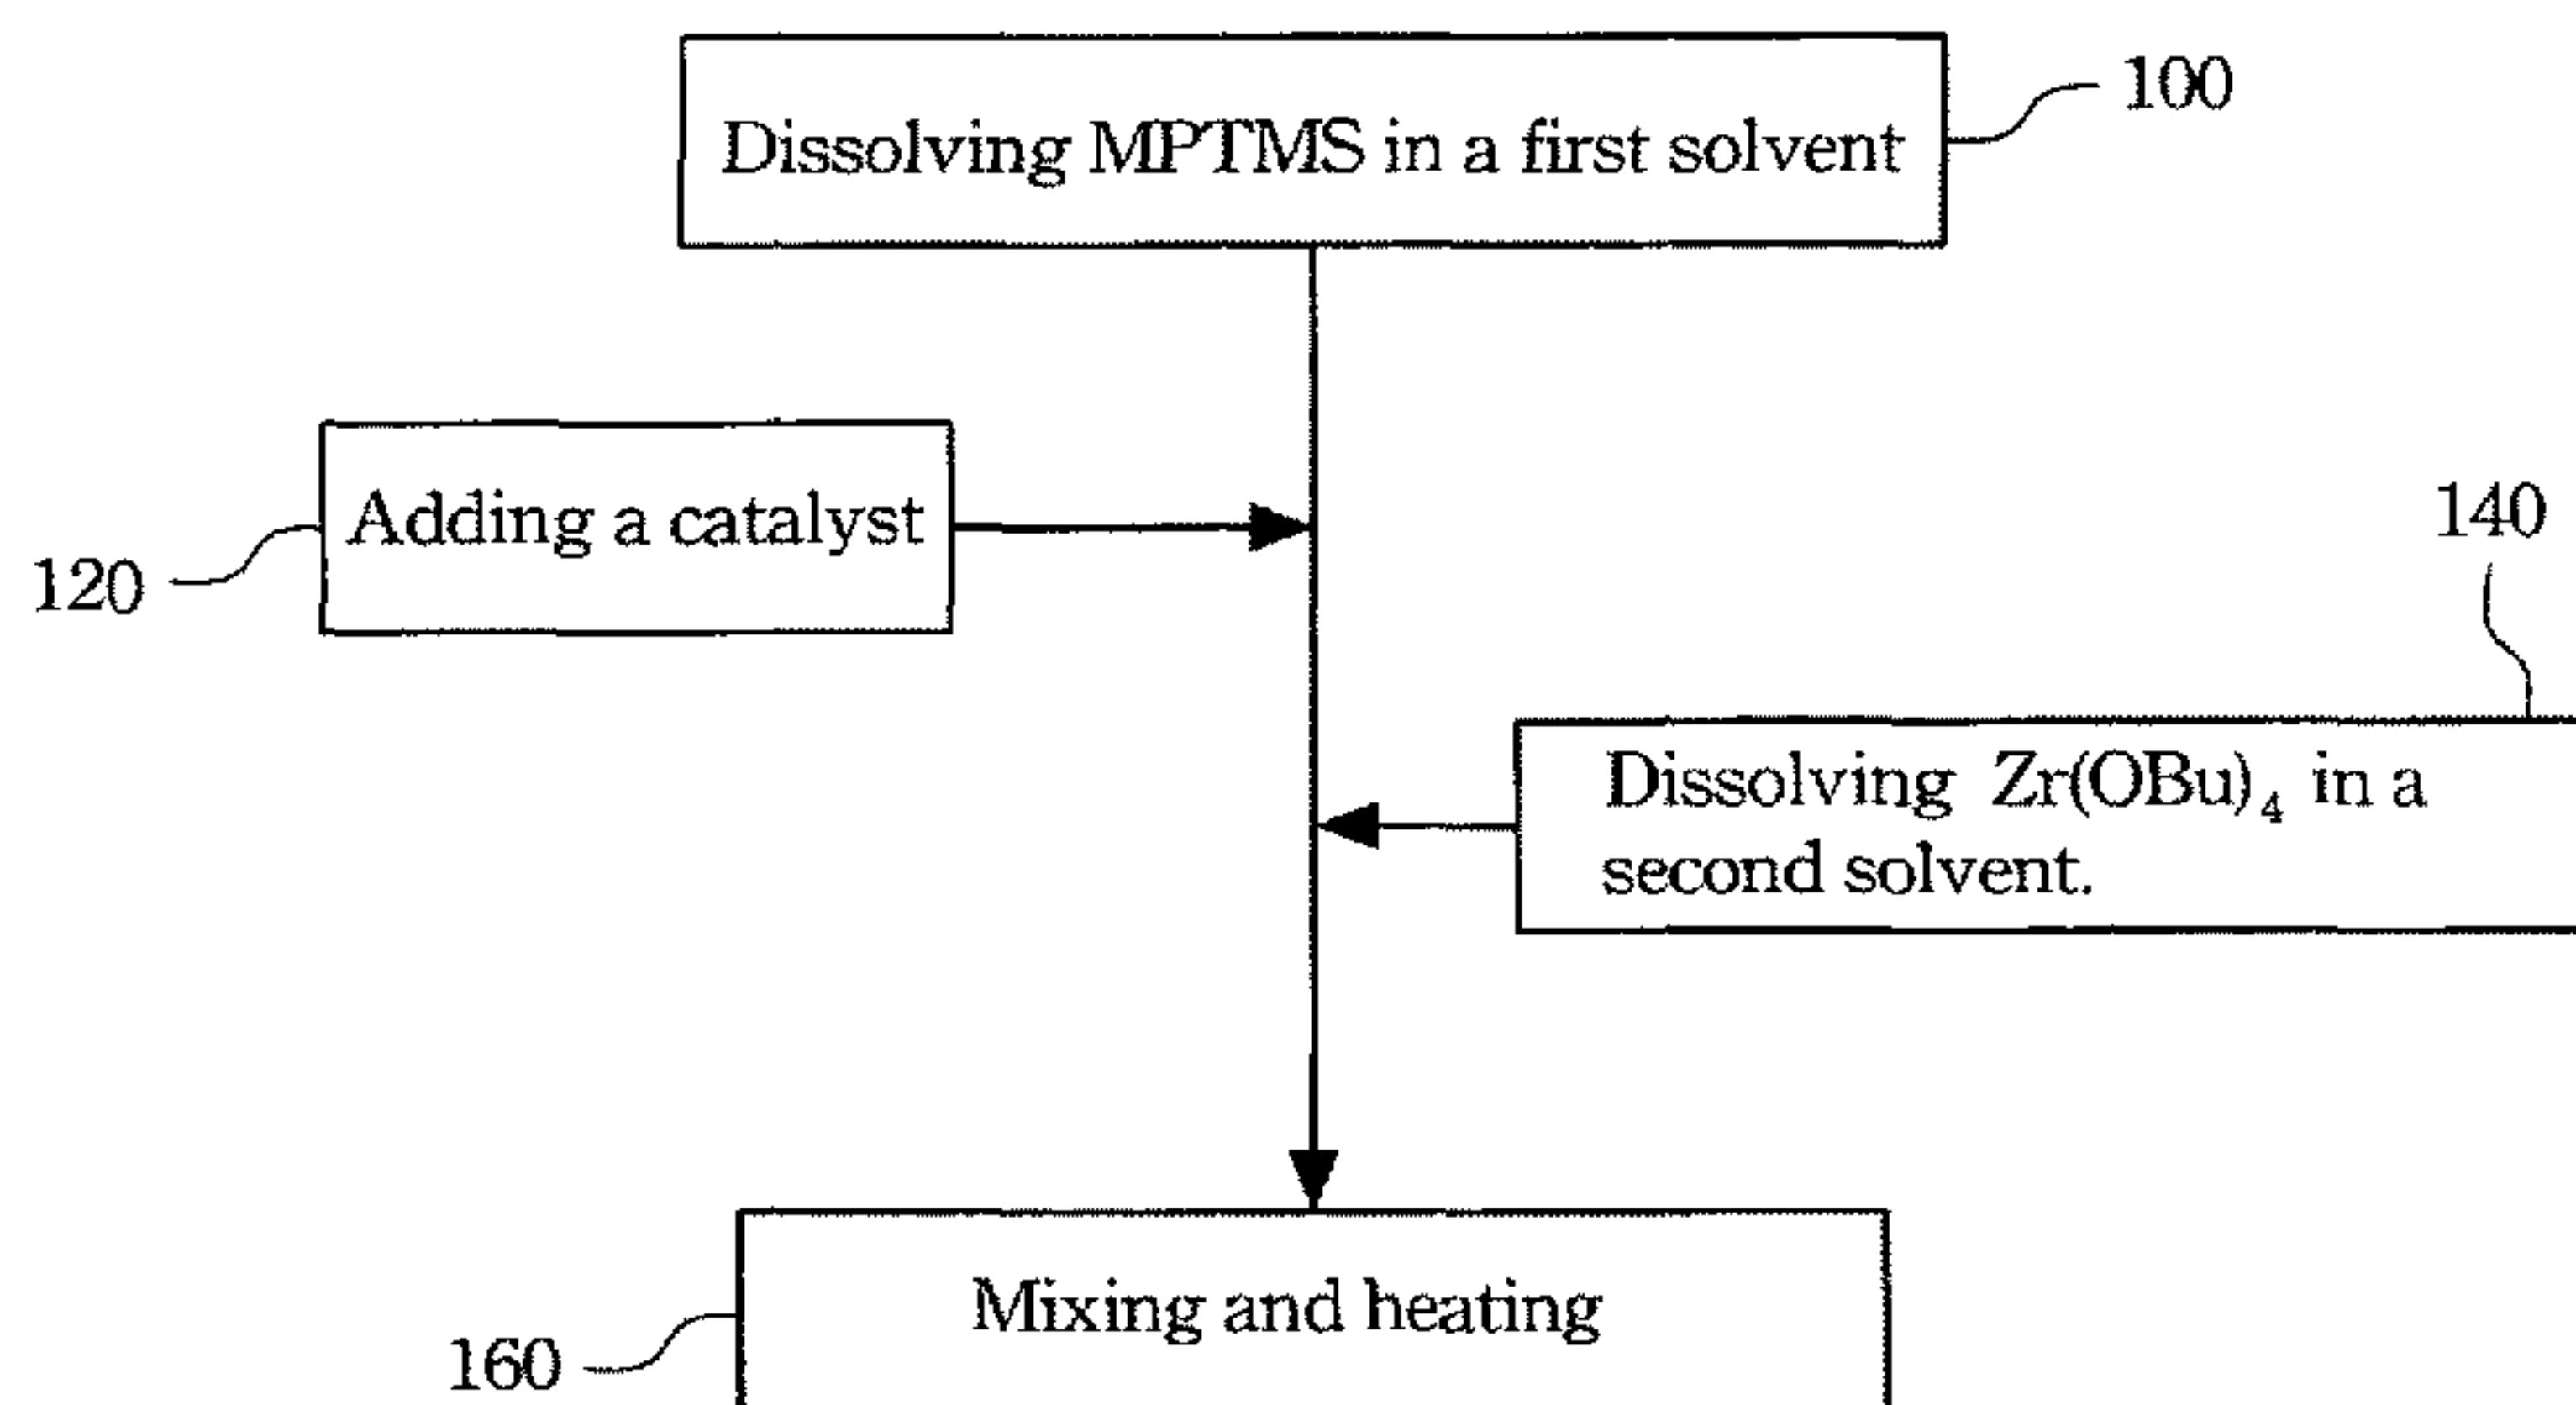 Dissolving MPTMS in a first solvent
100
Adding a catalyst
120
140
Dissolving Zr(OBu)₄ in a
second solvent.
Mixing and heating
160